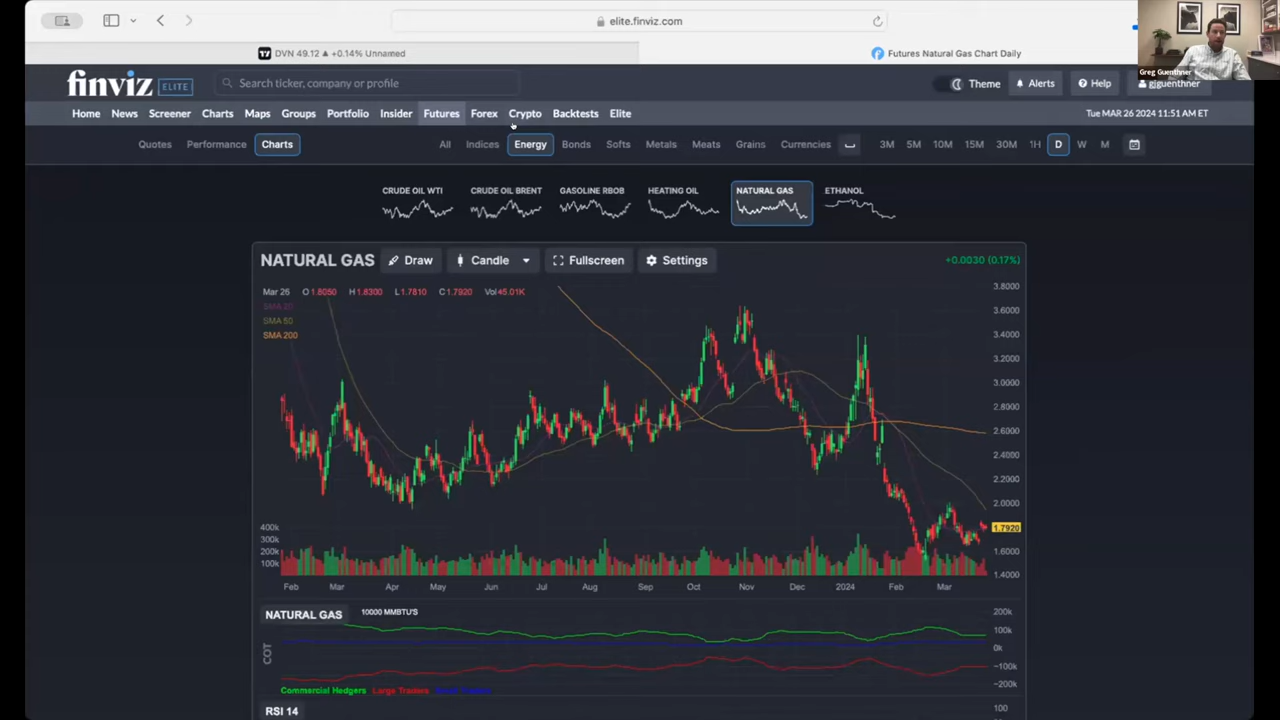 elite.finviz.com
DVN 49.12 ▲ +0.14% Unnamed
Futures Natural Gas Chart Daily
Greg Guenthner
finviz ELITE
Search ticker, company or profile
Theme
Alerts
Help
gjguenthner
Home News Screener Charts Maps Groups Portfolio Insider Futures Forex Crypto Backtests Elite
Tue MAR 26 2024 11:51 AM ET
Quotes Performance Charts All Indices Energy Bonds Softs Metals Meats Grains Currencies 3M 5M 10M 15M 30M 1H D W M
CRUDE OIL WTI CRUDE OIL BRENT GASOLINE RBOB HEATING OIL NATURAL GAS ETHANOL
NATURAL GAS Draw Candle Fullscreen Settings +0.0030 (0.17%)
Mar 26 O 1.8050 H 1.8300 L 1.7810 C 1.7920 Vol 45.01K
SMA 20
SMA 50
SMA 200
3.8000
3.6000
3.4000
3.2000
3.0000
2.8000
2.6000
2.4000
2.2000
2.0000
1.7920
1.6000
1.4000
400k
300k
200k
100k
Feb Mar Apr May Jun Jul Aug Sep Oct Nov Dec 2024 Feb Mar
NATURAL GAS 10000 MMBTU'S
200k
100k
0k
-100k
-200k
COT
Commercial Hedgers Large Traders
RSI 14
100